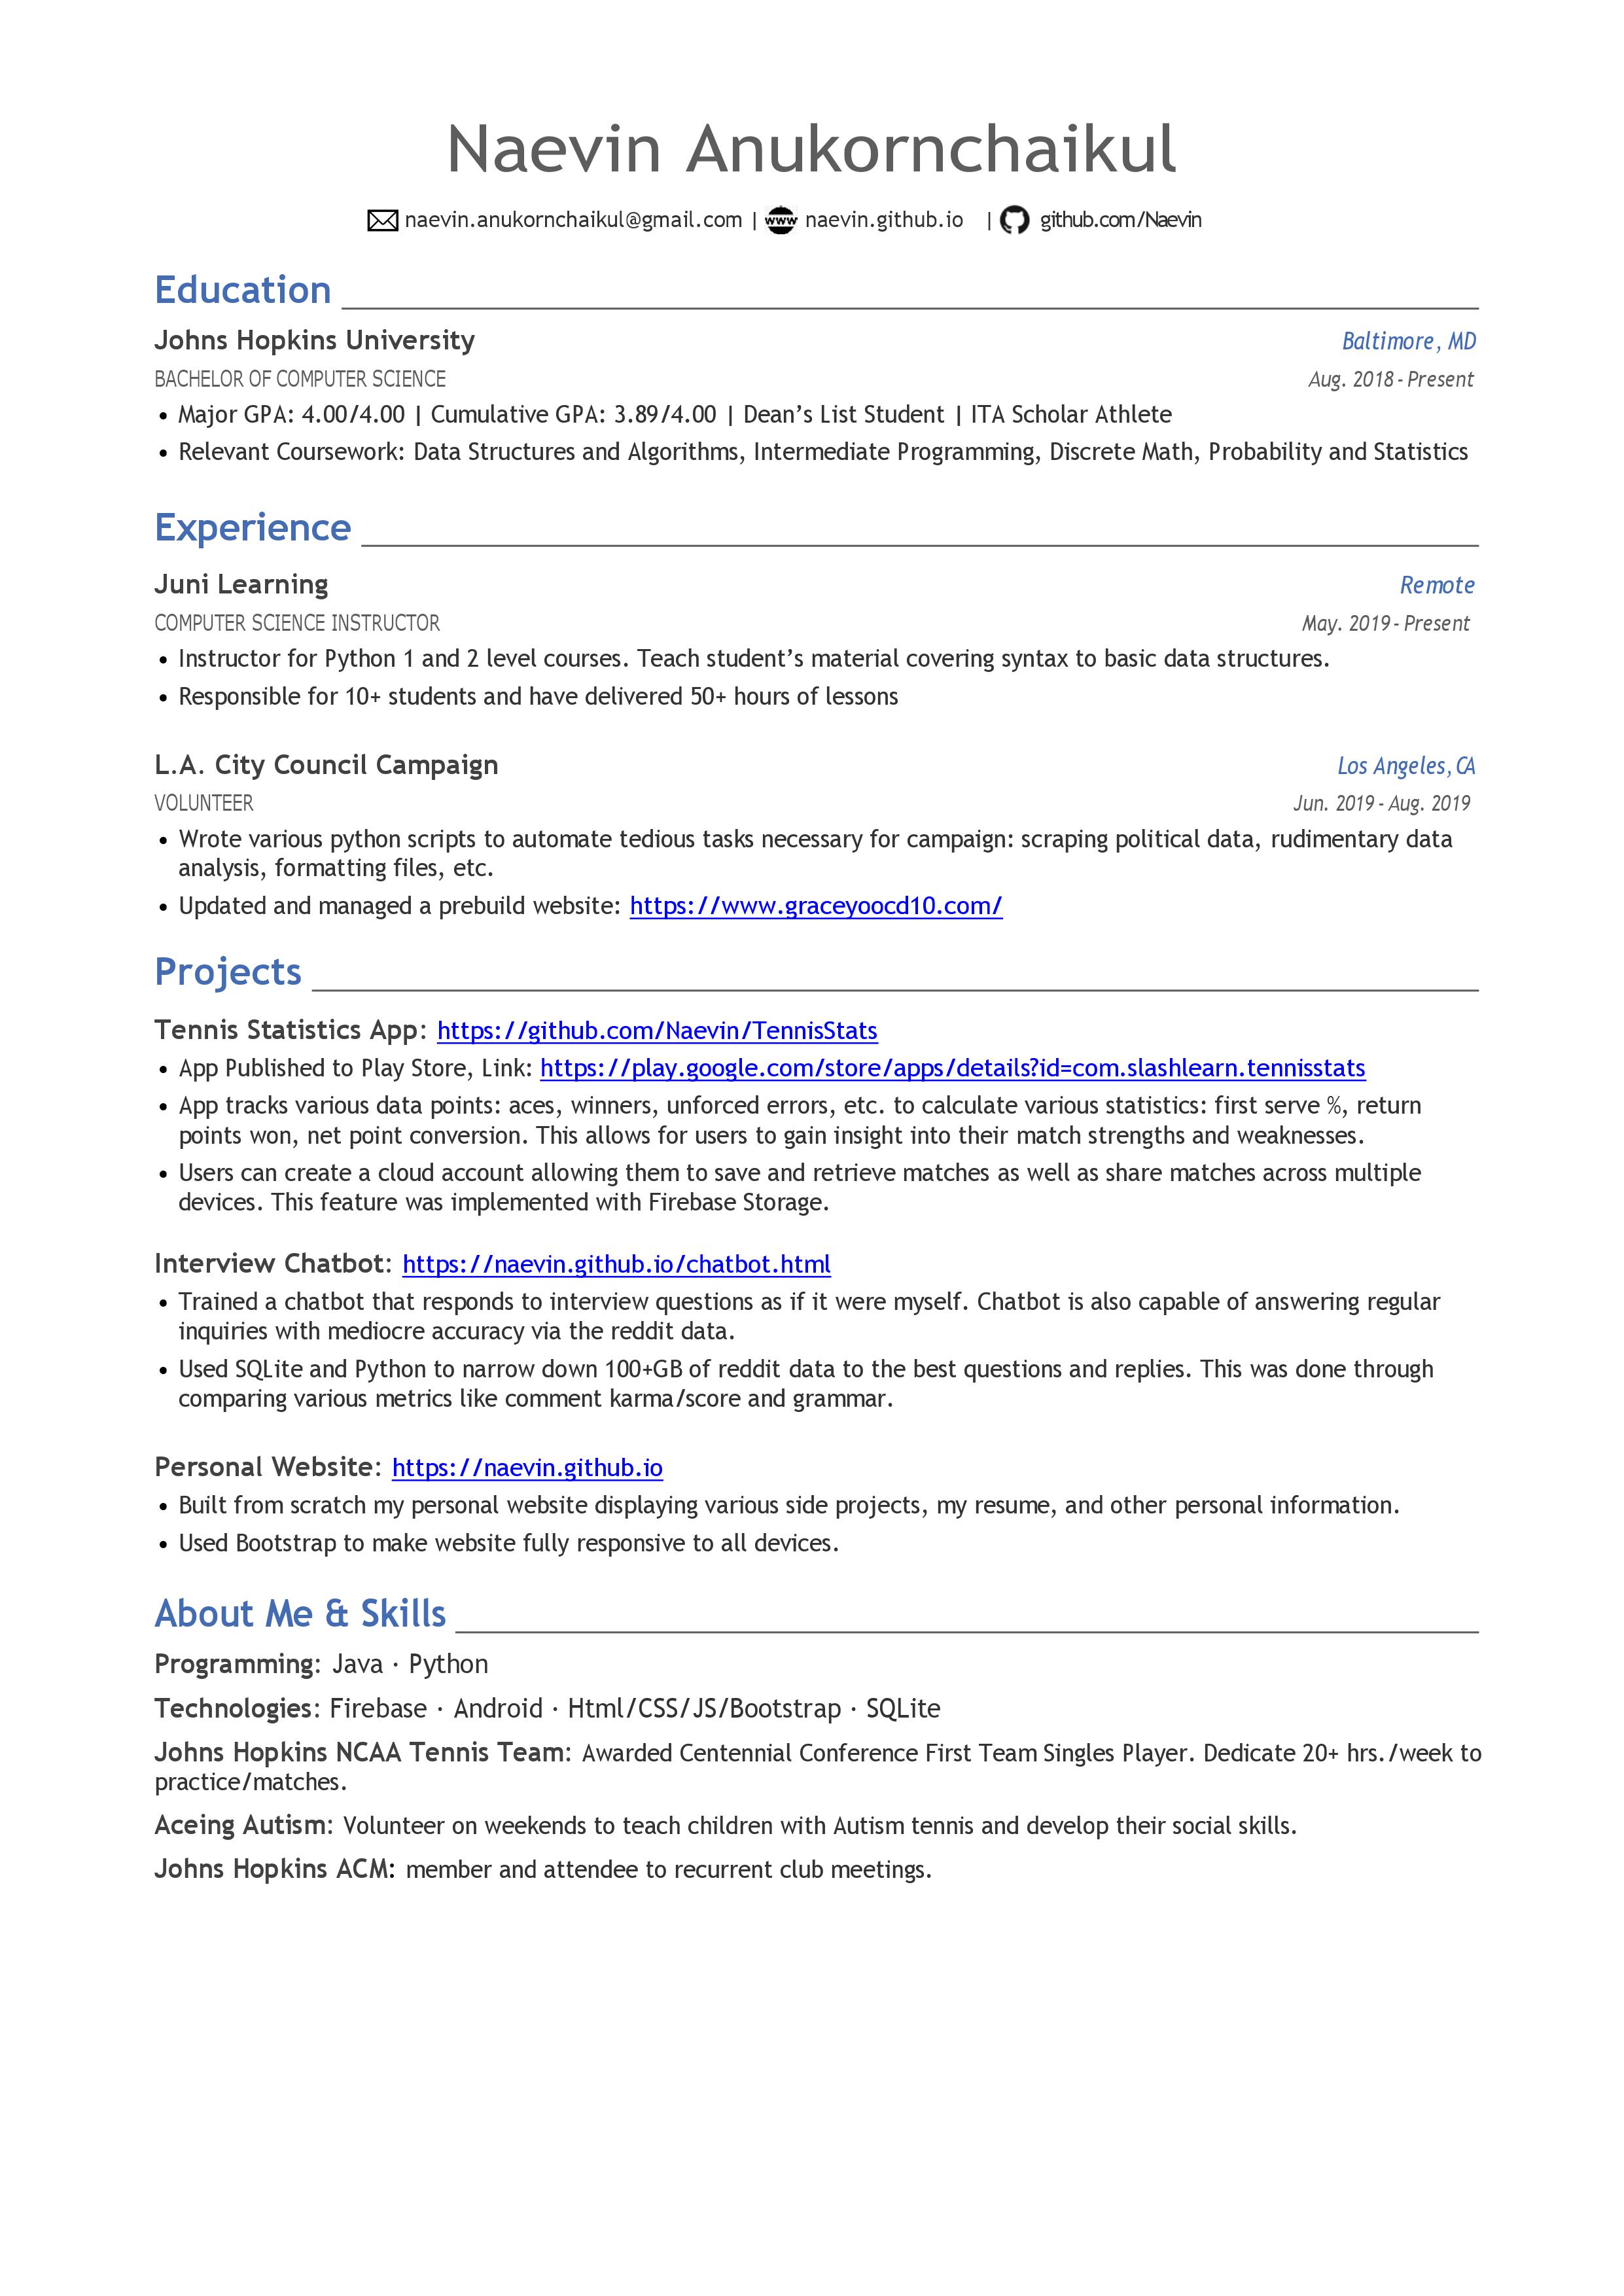 Naevin Anukornchaikul
naevin.anukornchaikul@gmail.com | www naevin.github.io | github.com/Naevin
Education
Johns Hopkins University Baltimore, MD
BACHELOR OF COMPUTER SCIENCE Aug. 2018 - Present
• Major GPA: 4.00/4.00 | Cumulative GPA: 3.89/4.00 | Dean’s List Student | ITA Scholar Athlete
• Relevant Coursework: Data Structures and Algorithms, Intermediate Programming, Discrete Math, Probability and Statistics
Experience
Juni Learning Remote
COMPUTER SCIENCE INSTRUCTOR May. 2019 - Present
• Instructor for Python 1 and 2 level courses. Teach student’s material covering syntax to basic data structures.
• Responsible for 10+ students and have delivered 50+ hours of lessons
L.A. City Council Campaign Los Angeles, CA
VOLUNTEER Jun. 2019 - Aug. 2019
• Wrote various python scripts to automate tedious tasks necessary for campaign: scraping political data, rudimentary data
analysis, formatting files, etc.
• Updated and managed a prebuild website: https://www.graceyoocd10.com/
Projects
Tennis Statistics App: https://github.com/Naevin/TennisStats
• App Published to Play Store, Link: https://play.google.com/store/apps/details?id=com.slashlearn.tennisstats
• App tracks various data points: aces, winners, unforced errors, etc. to calculate various statistics: first serve %, return
points won, net point conversion. This allows for users to gain insight into their match strengths and weaknesses.
• Users can create a cloud account allowing them to save and retrieve matches as well as share matches across multiple
devices. This feature was implemented with Firebase Storage.
Interview Chatbot: https://naevin.github.io/chatbot.html
• Trained a chatbot that responds to interview questions as if it were myself. Chatbot is also capable of answering regular
inquiries with mediocre accuracy via the reddit data.
• Used SQLite and Python to narrow down 100+GB of reddit data to the best questions and replies. This was done through
comparing various metrics like comment karma/score and grammar.
Personal Website: https://naevin.github.io
• Built from scratch my personal website displaying various side projects, my resume, and other personal information.
• Used Bootstrap to make website fully responsive to all devices.
About Me & Skills
Programming: Java · Python
Technologies: Firebase · Android · Html/CSS/JS/Bootstrap · SQLite
Johns Hopkins NCAA Tennis Team: Awarded Centennial Conference First Team Singles Player. Dedicate 20+ hrs./week to
practice/matches.
Aceing Autism: Volunteer on weekends to teach children with Autism tennis and develop their social skills.
Johns Hopkins ACM: member and attendee to recurrent club meetings.